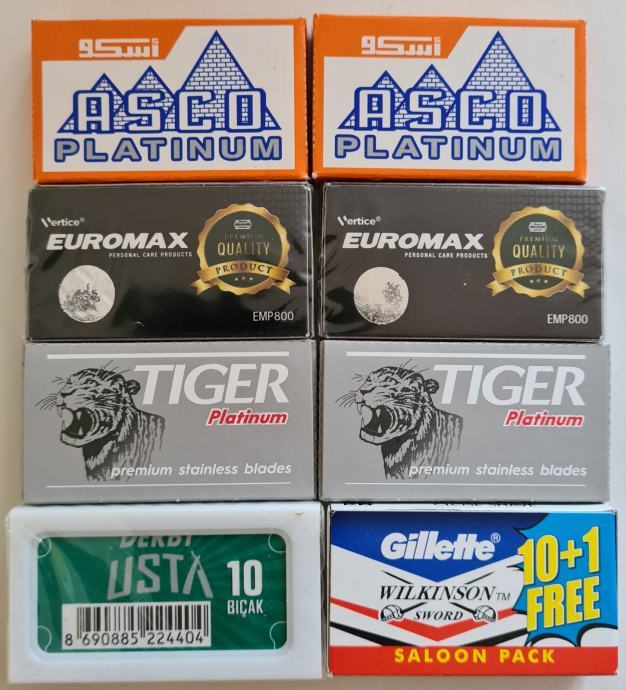 أسكو
ASCO
PLATINUM
أسكو
ASCO
PLATINUM
Vertice®
EUROMAX
PERSONAL CARE PRODUCTS
PREMIUM
QUALITY
PRODUCT
EMP800
Vertice®
EUROMAX
PERSONAL CARE PRODUCTS
PREMIUM
QUALITY
PRODUCT
EMP800
TIGER
Platinum
premium stainless blades
TIGER
Platinum
premium stainless blades
DERBY
USTA
10
BIÇAK
8 690885 224404
Gillette®
WILKINSON™
SWORD
10+1
FREE
SALOON PACK